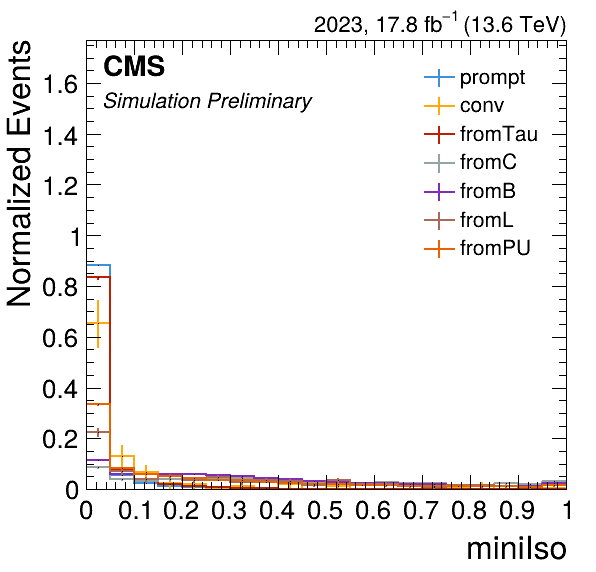 2023, 17.8 fb⁻¹ (13.6 TeV)
CMS
Simulation Preliminary
prompt
conv
fromTau
fromC
fromB
fromL
fromPU
Normalized Events
1.6
1.4
1.2
1
0.8
0.6
0.4
0.2
0
0 0.1 0.2 0.3 0.4 0.5 0.6 0.7 0.8 0.9 1
miniIso